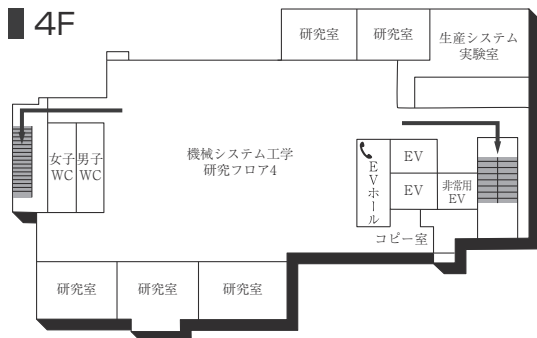 4F
研究室
研究室
生産システム
実験室
女子
WC
男子
WC
機械システム工学
研究フロア4
EVホール
EV
EV
非常用
EV
コピー室
研究室
研究室
研究室